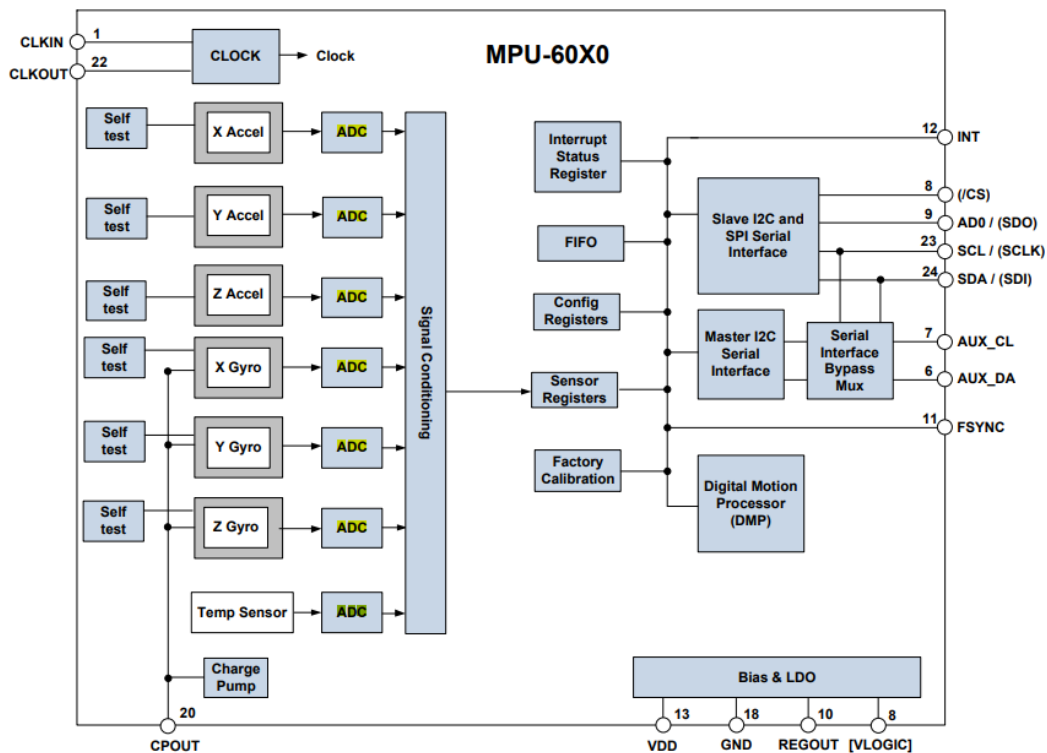 MPU-60X0
CLKIN
1
CLKOUT
22
CLOCK
Clock
Self
test
X Accel
ADC
Self
test
Y Accel
ADC
Self
test
Z Accel
ADC
Self
test
X Gyro
ADC
Self
test
Y Gyro
ADC
Self
test
Z Gyro
ADC
Temp Sensor
ADC
Signal Conditioning
Charge
Pump
20
CPOUT
Interrupt
Status
Register
FIFO
Config
Registers
Sensor
Registers
Factory
Calibration
Slave I2C and
SPI Serial
Interface
Master I2C
Serial
Interface
Serial
Interface
Bypass
Mux
Digital Motion
Processor
(DMP)
12
INT
8
(/CS)
9
AD0 / (SDO)
23
SCL / (SCLK)
24
SDA / (SDI)
7
AUX_CL
6
AUX_DA
11
FSYNC
Bias & LDO
13
18
10
8
VDD
GND
REGOUT
[VLOGIC]